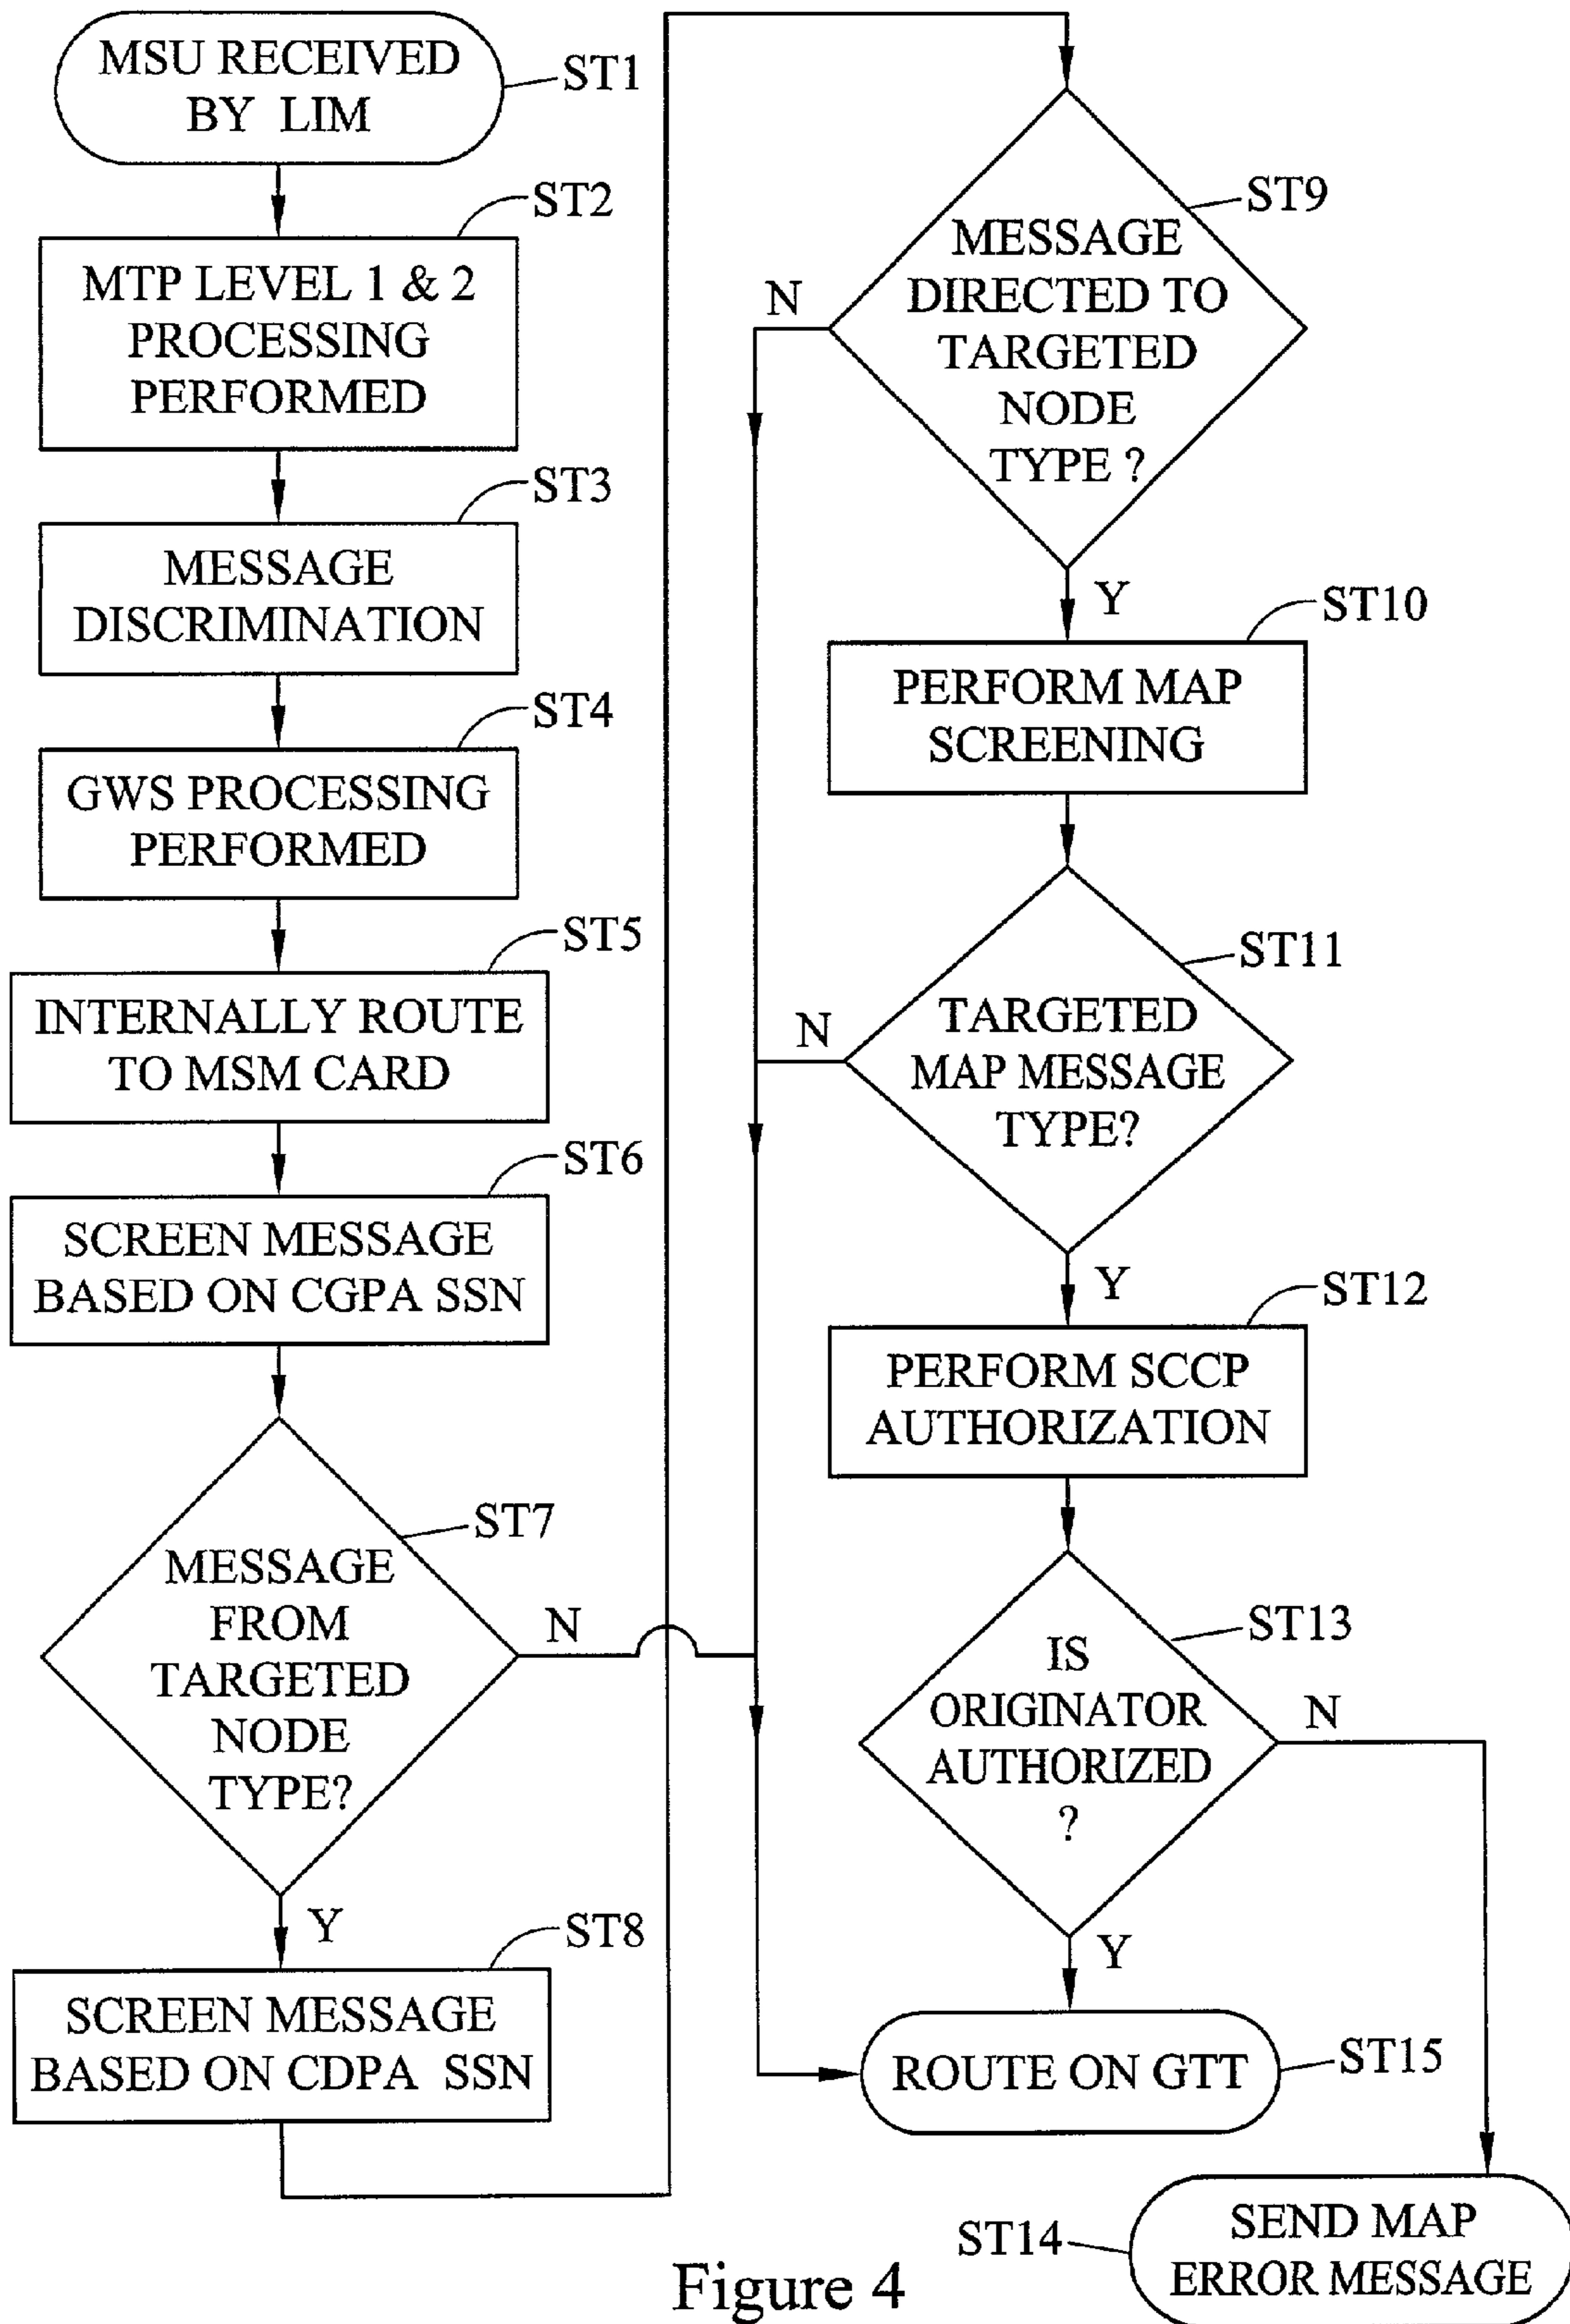 MSU RECEIVED
BY LIM
ST1
ST2
MTP LEVEL 1 & 2
PROCESSING
PERFORMED
ST3
MESSAGE
DISCRIMINATION
ST4
GWS PROCESSING
PERFORMED
ST5
INTERNALLY ROUTE
TO MSM CARD
ST6
SCREEN MESSAGE
BASED ON CGPA SSN
ST7
MESSAGE
FROM
TARGETED
NODE
TYPE?
N
Y
ST8
SCREEN MESSAGE
BASED ON CDPA SSN
ST9
MESSAGE
DIRECTED TO
TARGETED
NODE
TYPE ?
N
Y
ST10
PERFORM MAP
SCREENING
ST11
TARGETED
MAP MESSAGE
TYPE?
N
Y
ST12
PERFORM SCCP
AUTHORIZATION
ST13
IS
ORIGINATOR
AUTHORIZED
?
N
Y
ROUTE ON GTT
ST15
ST14
SEND MAP
ERROR MESSAGE
Figure 4